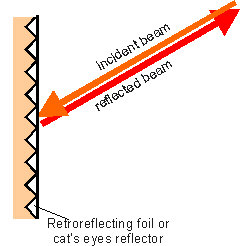 incident beam
reflected beam
Retroreflecting foil or
cat's eyes reflector